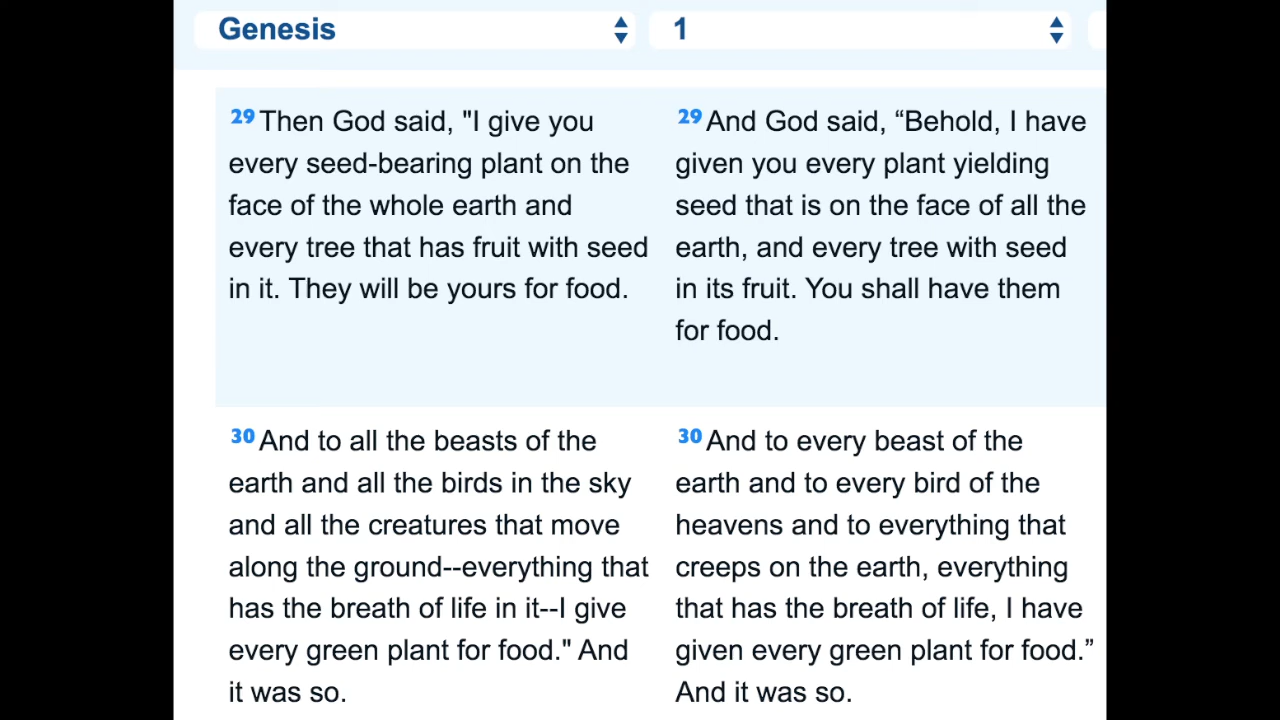 Genesis
1
29 Then God said, "I give you
every seed-bearing plant on the
face of the whole earth and
every tree that has fruit with seed
in it. They will be yours for food.
29 And God said, “Behold, I have
given you every plant yielding
seed that is on the face of all the
earth, and every tree with seed
in its fruit. You shall have them
for food.
30 And to all the beasts of the
earth and all the birds in the sky
and all the creatures that move
along the ground--everything that
has the breath of life in it--I give
every green plant for food." And
it was so.
30 And to every beast of the
earth and to every bird of the
heavens and to everything that
creeps on the earth, everything
that has the breath of life, I have
given every green plant for food.”
And it was so.